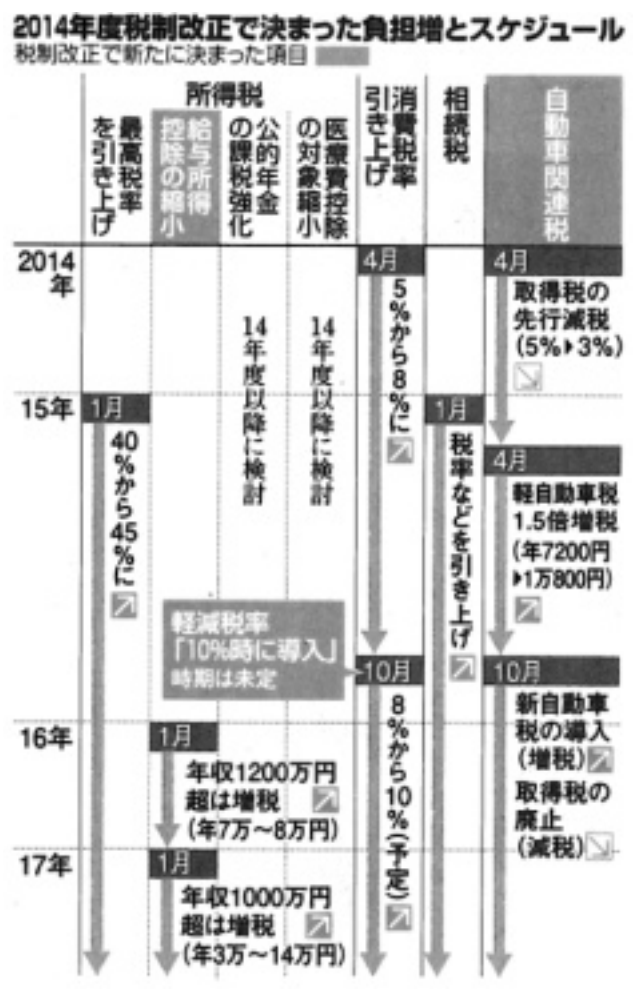 2014年度税制改正で決まった負担増とスケジュール
税制改正で新たに決まった項目
所得税
最高税率
を引き上げ
給与所得
控除の縮小
公的年金
の課税強化
医療費控除
の対象縮小
消費税率
引き上げ
相続税
自動車関連税
2014
年
15年
16年
17年
1月
40%から45%に
1月
年収1200万円
超は増税
(年7万～8万円)
1月
年収1000万円
超は増税
(年3万～14万円)
14年度以降に検討
14年度以降に検討
4月
5%から8%に
軽減税率
「10%時に導入」
時期は未定
10月
8%から10%(予定)
1月
税率などを引き上げ
4月
取得税の
先行減税
(5%▶3%)
4月
軽自動車税
1.5倍増税
(年7200円
▶1万800円)
10月
新自動車
税の導入
(増税)
取得税の
廃止
(減税)